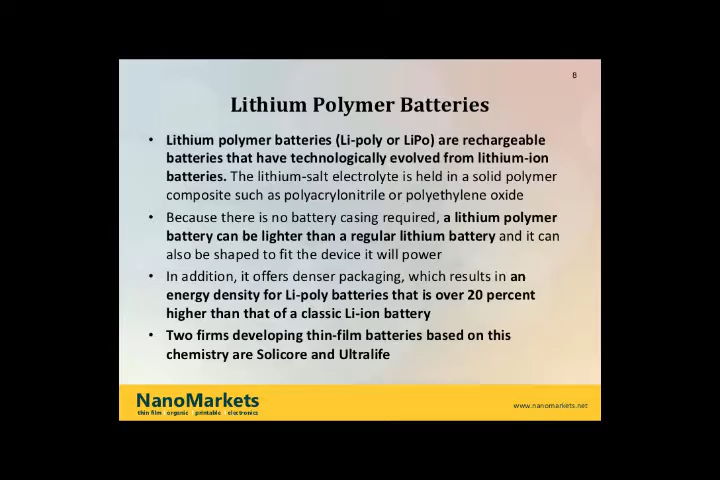 8
Lithium Polymer Batteries
• Lithium polymer batteries (Li-poly or LiPo) are rechargeable
batteries that have technologically evolved from lithium-ion
batteries. The lithium-salt electrolyte is held in a solid polymer
composite such as polyacrylonitrile or polyethylene oxide
• Because there is no battery casing required, a lithium polymer
battery can be lighter than a regular lithium battery and it can
also be shaped to fit the device it will power
• In addition, it offers denser packaging, which results in an
energy density for Li-poly batteries that is over 20 percent
higher than that of a classic Li-ion battery
• Two firms developing thin-film batteries based on this
chemistry are Solicore and Ultralife
NanoMarkets
thin film organic printable electronics
www.nanomarkets.net